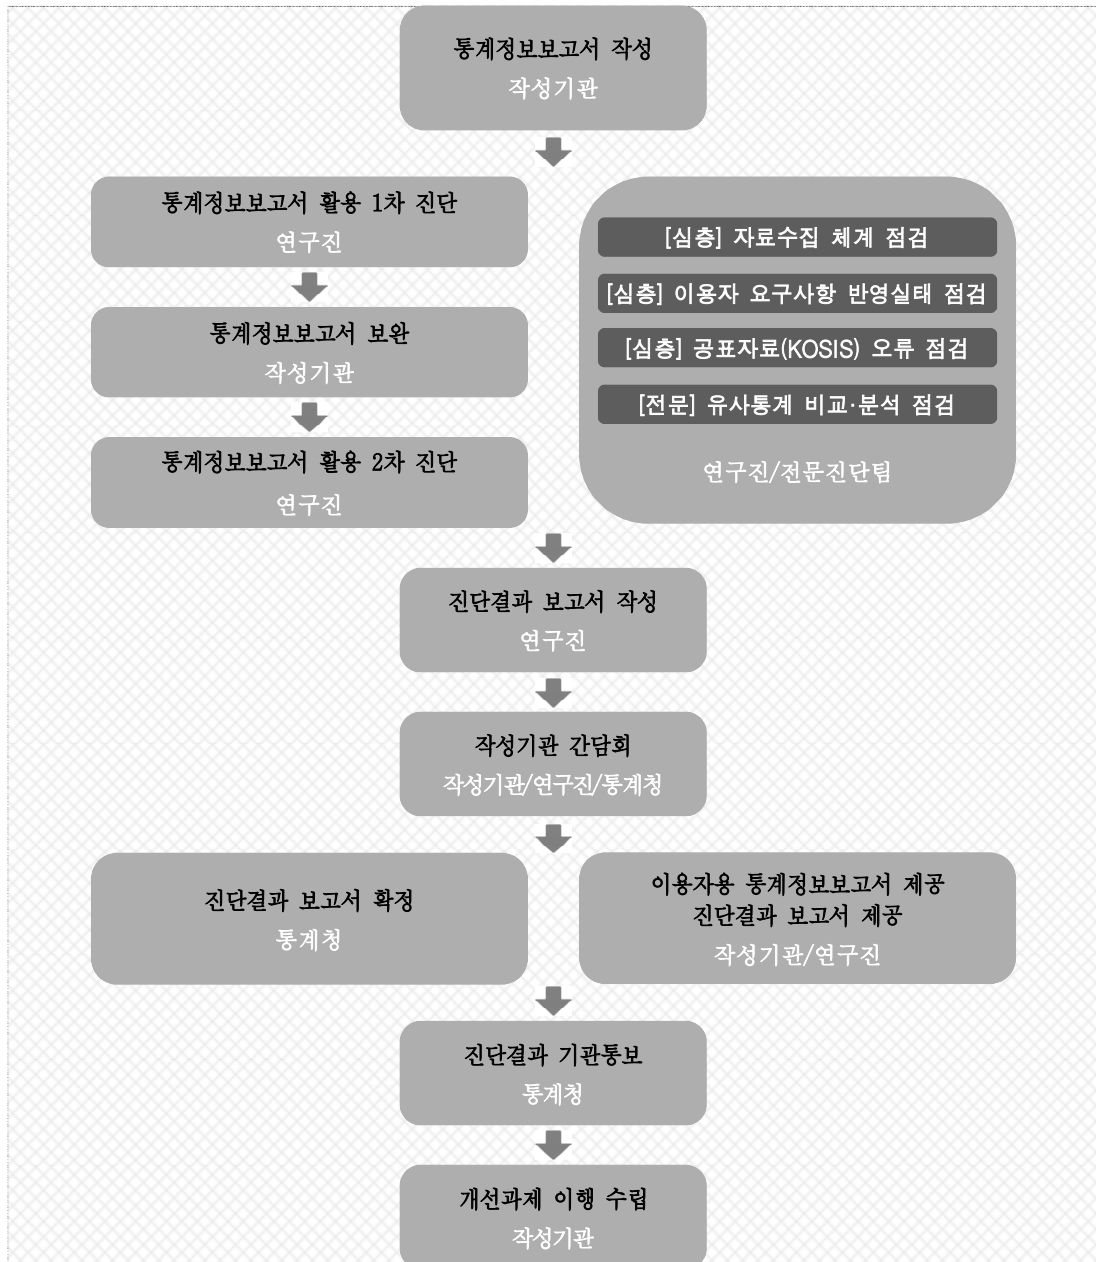 통계정보보고서 작성
작성기관
통계정보보고서 활용 1차 진단
연구진
통계정보보고서 보완
작성기관
통계정보보고서 활용 2차 진단
연구진
[심층] 자료수집 체계 점검
[심층] 이용자 요구사항 반영실태 점검
[심층] 공표자료(KOSIS) 오류 점검
[전문] 유사통계 비교·분석 점검
연구진/전문진단팀
진단결과 보고서 작성
연구진
작성기관 간담회
작성기관/연구진/통계청
진단결과 보고서 확정
통계청
이용자용 통계정보보고서 제공
진단결과 보고서 제공
작성기관/연구진
진단결과 기관통보
통계청
개선과제 이행 수립
작성기관